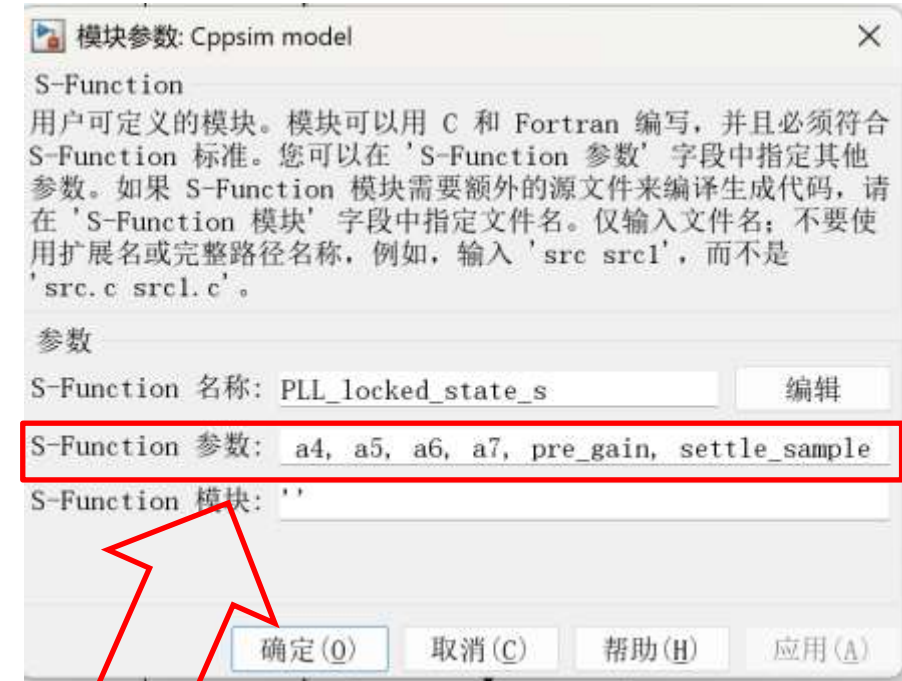 模块参数: Cppsim model
S-Function
用户可定义的模块。模块可以用 C 和 Fortran 编写，并且必须符合
S-Function 标准。您可以在 'S-Function 参数' 字段中指定其他
参数。如果 S-Function 模块需要额外的源文件来编译生成代码，请
在 'S-Function 模块' 字段中指定文件名。仅输入文件名；不要使
用扩展名或完整路径名称，例如，输入 'src src1'，而不是
'src.c src1.c'。
参数
S-Function 名称: PLL_locked_state_s 编辑
S-Function 参数: a4, a5, a6, a7, pre_gain, settle_sample
S-Function 模块: ''
确定(O) 取消(C) 帮助(H) 应用(A)